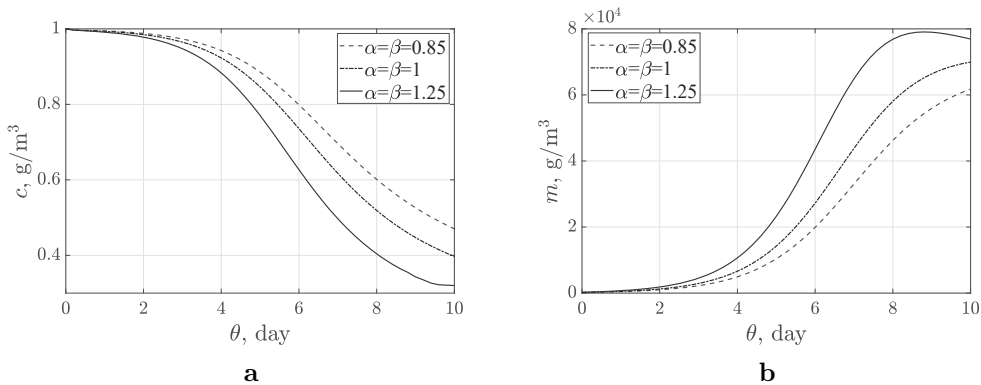 1
0.8
0.6
0.4
c, g/m³
0 2 4 6 8 10
θ, day
α=β=0.85
α=β=1
α=β=1.25
a
×10⁴
8
6
4
2
0
m, g/m³
0 2 4 6 8 10
θ, day
α=β=0.85
α=β=1
α=β=1.25
b